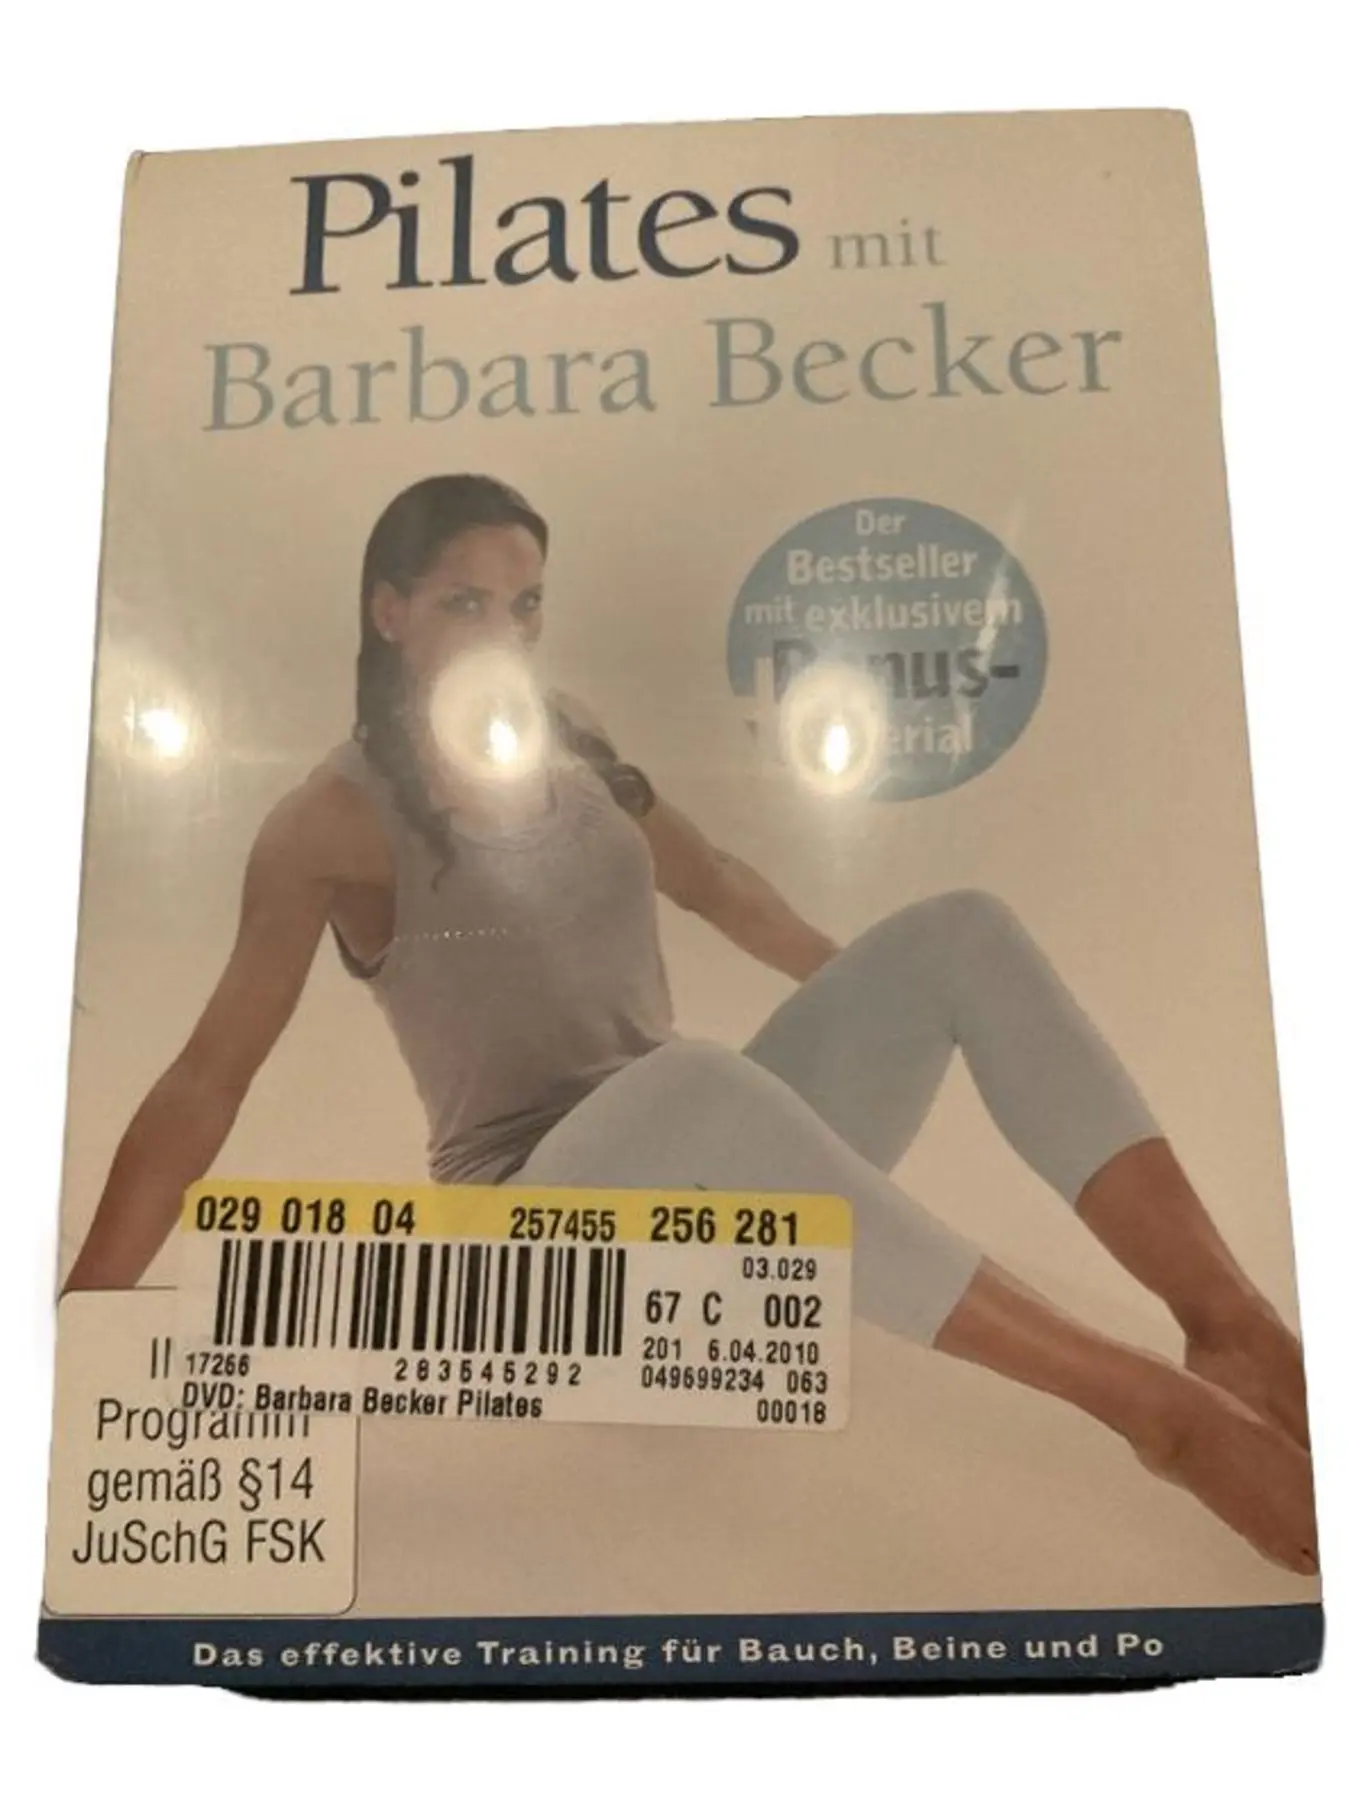 Pilates mit
Barbara Becker
Der
Bestseller
mit exklusivem
029 018 04 257455 256 281
03.029
67 C 002
201 6.04.2010
17266 283545292
049699234 063
DVD: Barbara Becker Pilates
00018
Programm
gemäß §14
JuSchG FSK
Das effektive Training für Bauch, Beine und Po